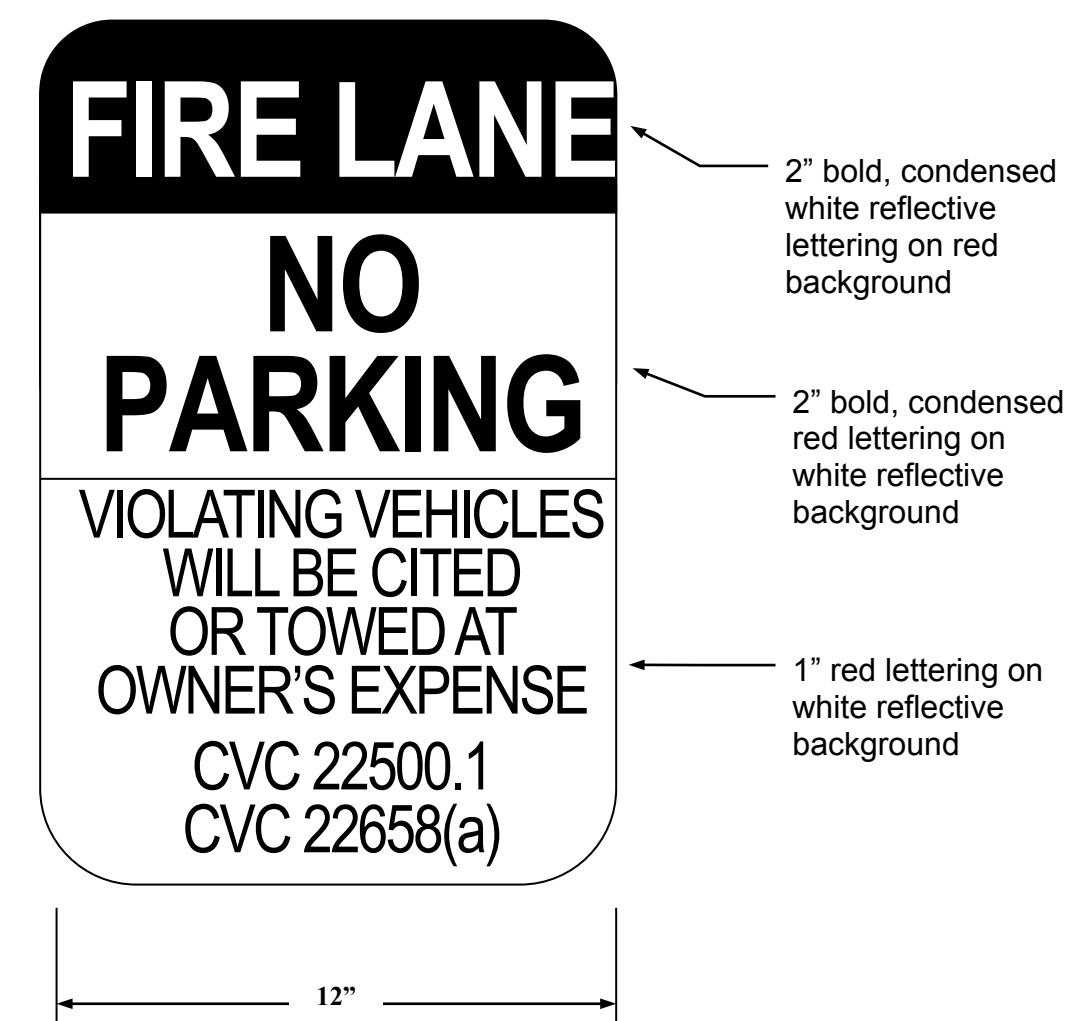 FIRE LANE
NO
PARKING
VIOLATING VEHICLES
WILL BE CITED
OR TOWED AT
OWNER’S EXPENSE
CVC 22500.1
CVC 22658(a)
2” bold, condensed
white reflective
lettering on red
background
2” bold, condensed
red lettering on
white reflective
background
1” red lettering on
white reflective
background
12”